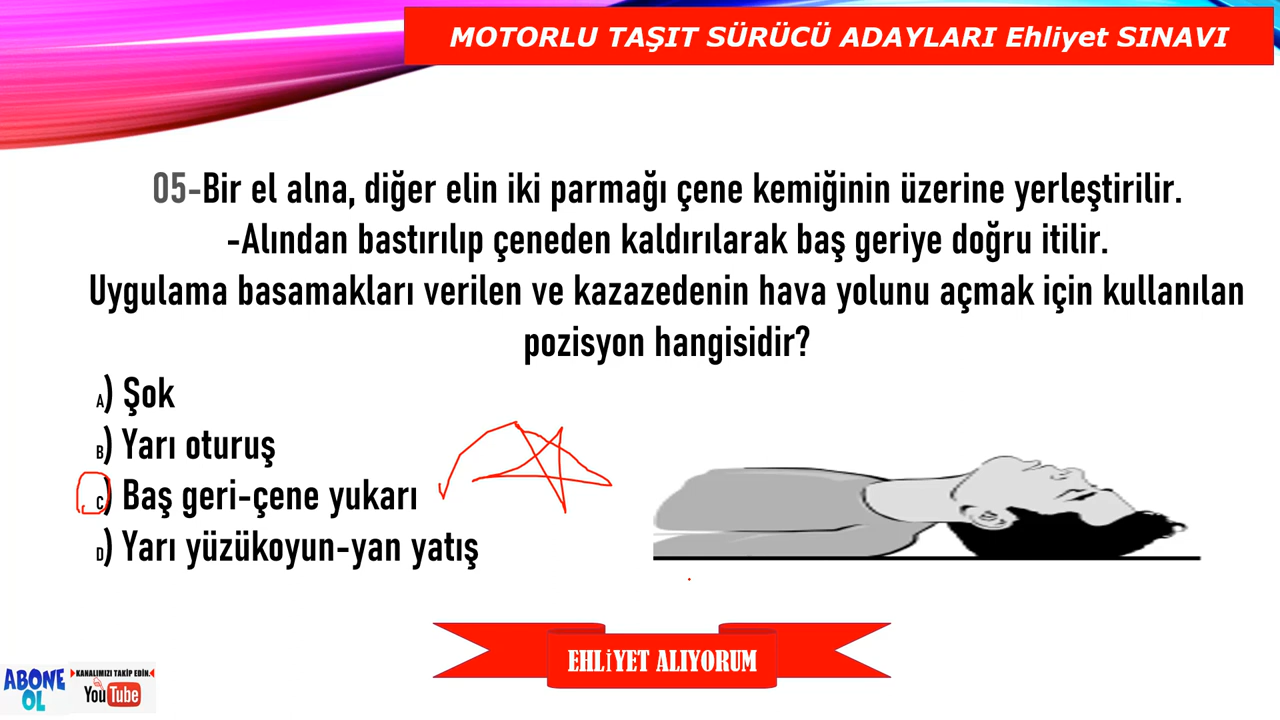 MOTORLU TAŞIT SÜRÜCÜ ADAYLARI Ehliyet SINAVI
05-Bir el alna, diğer elin iki parmağı çene kemiğinin üzerine yerleştirilir.
-Alından bastırılıp çeneden kaldırılarak baş geriye doğru itilir.
Uygulama basamakları verilen ve kazazedenin hava yolunu açmak için kullanılan
pozisyon hangisidir?
A) Şok
B) Yarı oturuş
C) Baş geri-çene yukarı
D) Yarı yüzükoyun-yan yatış
EHLİYET ALIYORUM
ABONE
OL
KANALIMIZI TAKİP EDİN.
YouTube